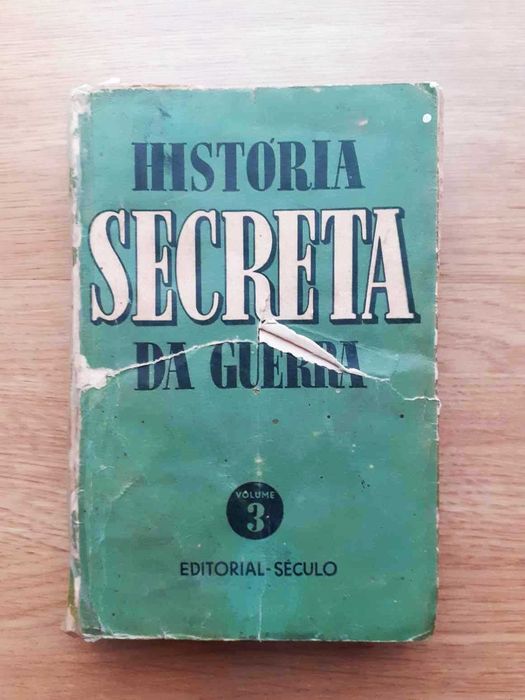 HISTÓRIA
SECRETA
DA GUERRA
VOLUME
3
EDITORIAL-SÉCULO